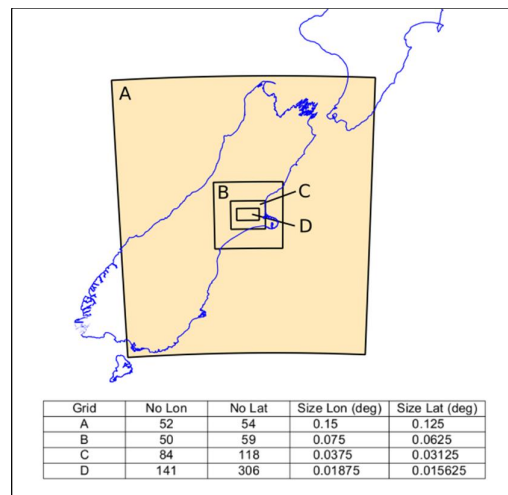 A
B
C
D
Grid No Lon No Lat Size Lon (deg) Size Lat (deg)
A 52 54 0.15 0.125
B 50 59 0.075 0.0625
C 84 118 0.0375 0.03125
D 141 306 0.01875 0.015625